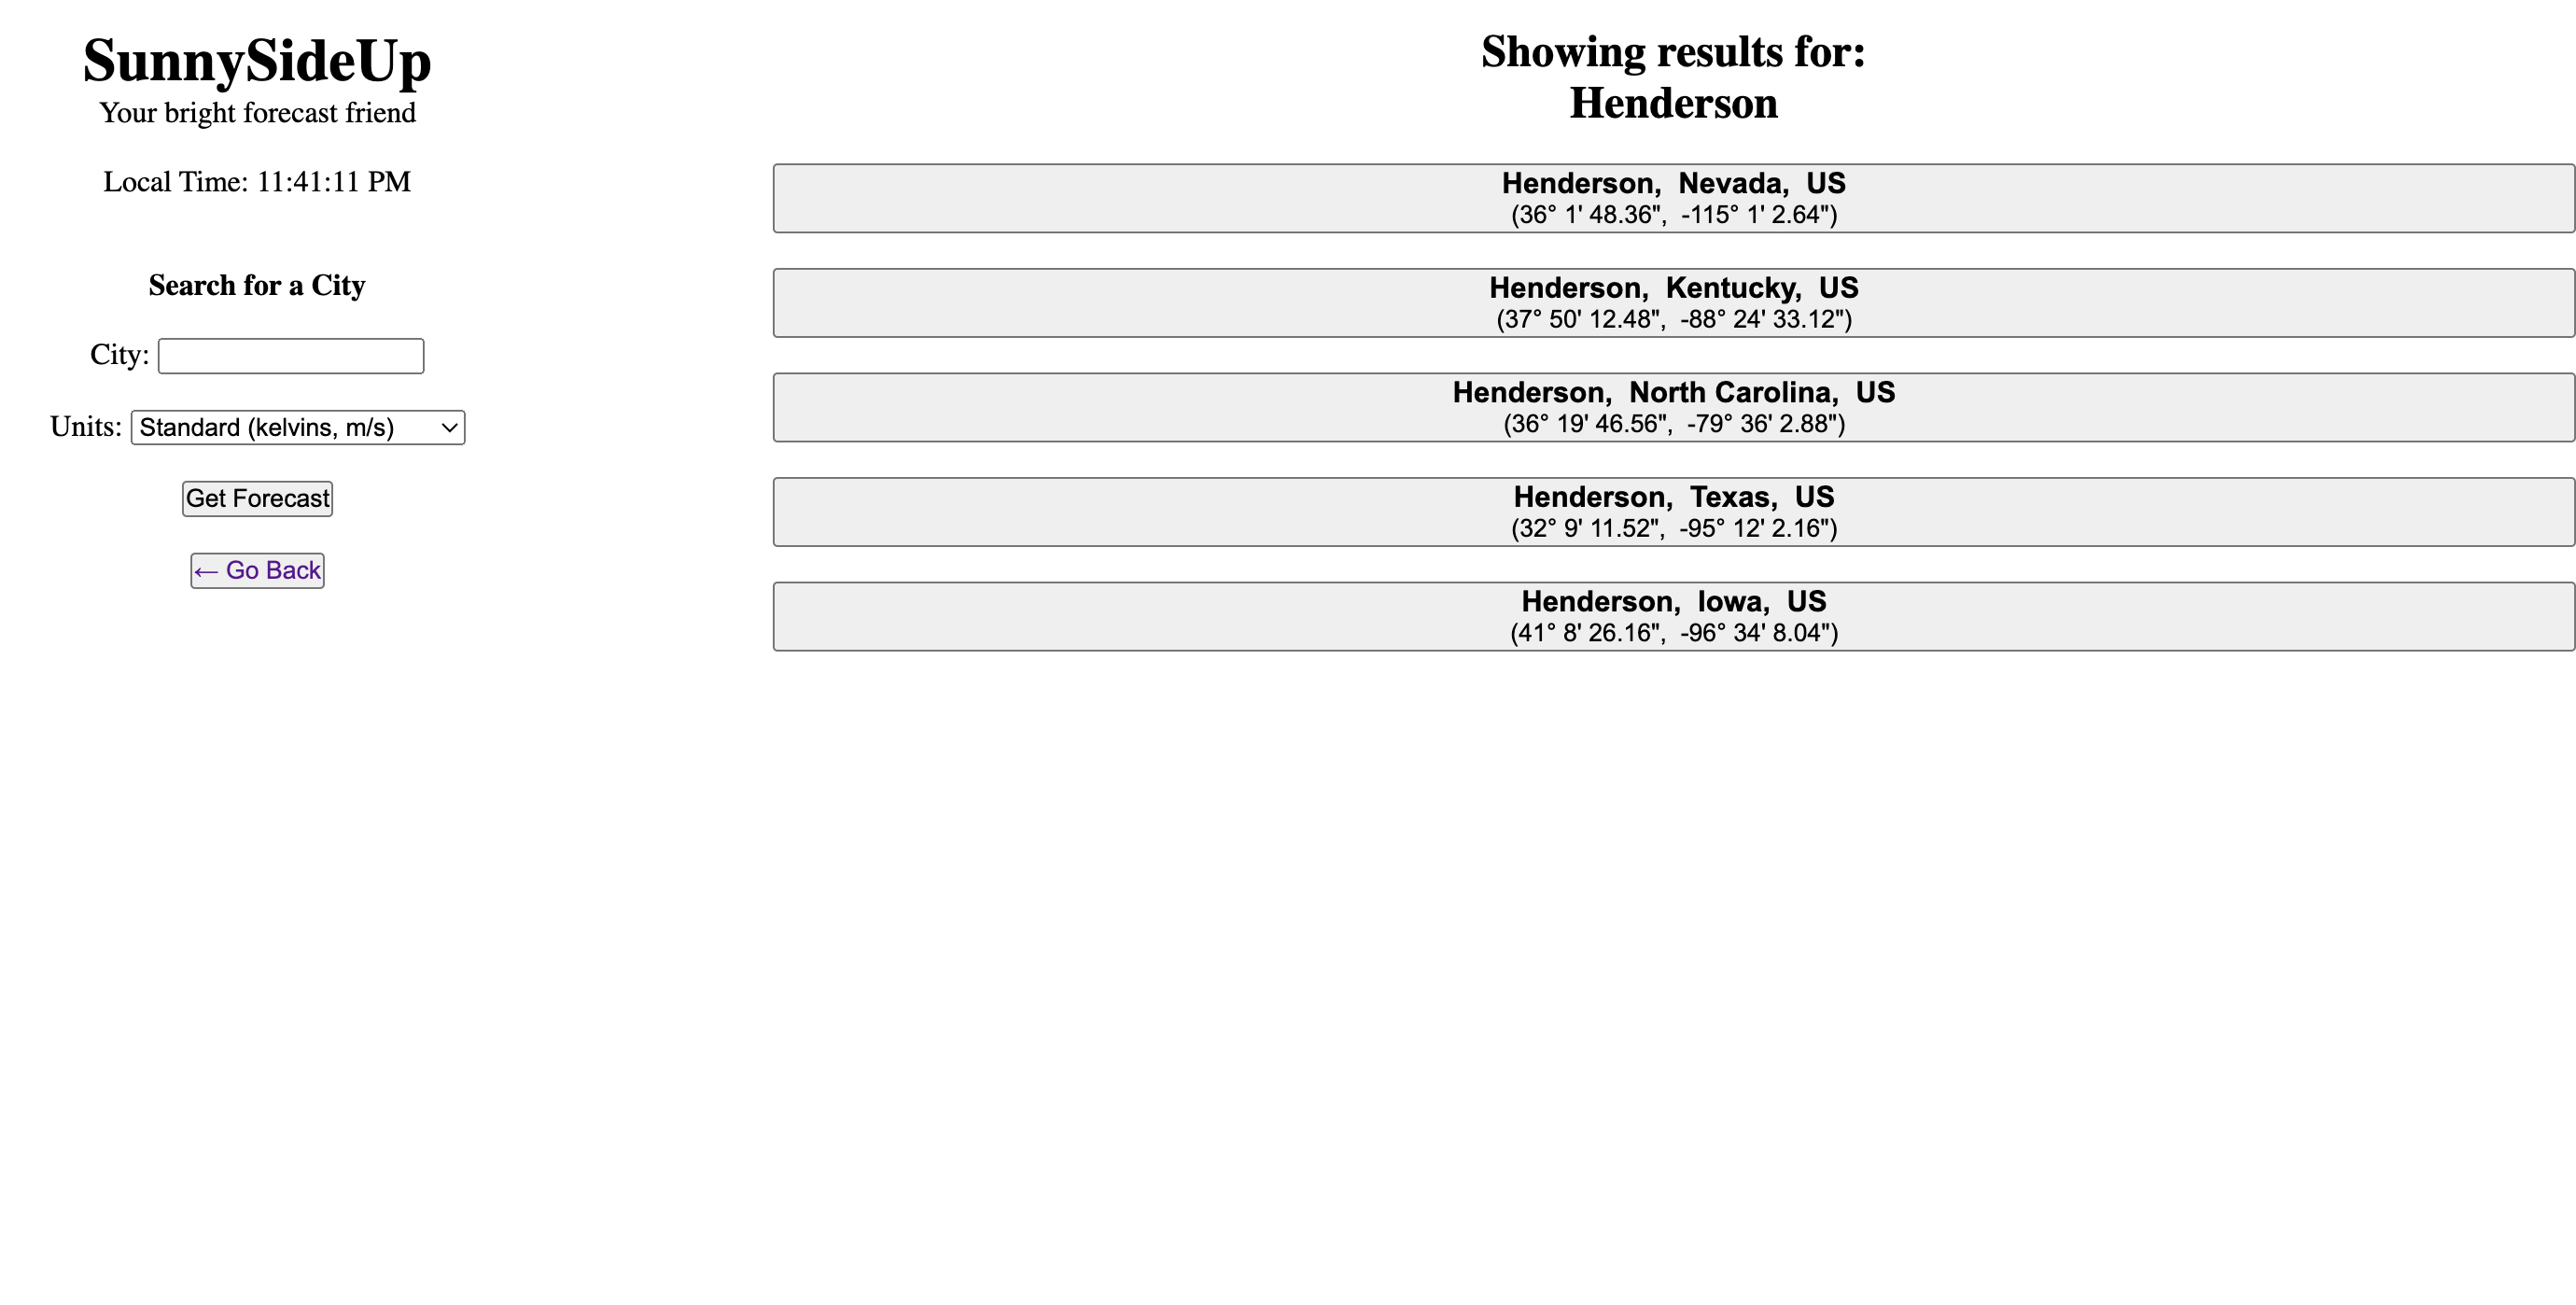 SunnySideUp
Your bright forecast friend
Local Time: 11:41:11 PM
Search for a City
City:
Units: Standard (kelvins, m/s)
Get Forecast
← Go Back
Showing results for:
Henderson
Henderson, Nevada, US
(36° 1' 48.36", -115° 1' 2.64")
Henderson, Kentucky, US
(37° 50' 12.48", -88° 24' 33.12")
Henderson, North Carolina, US
(36° 19' 46.56", -79° 36' 2.88")
Henderson, Texas, US
(32° 9' 11.52", -95° 12' 2.16")
Henderson, Iowa, US
(41° 8' 26.16", -96° 34' 8.04")